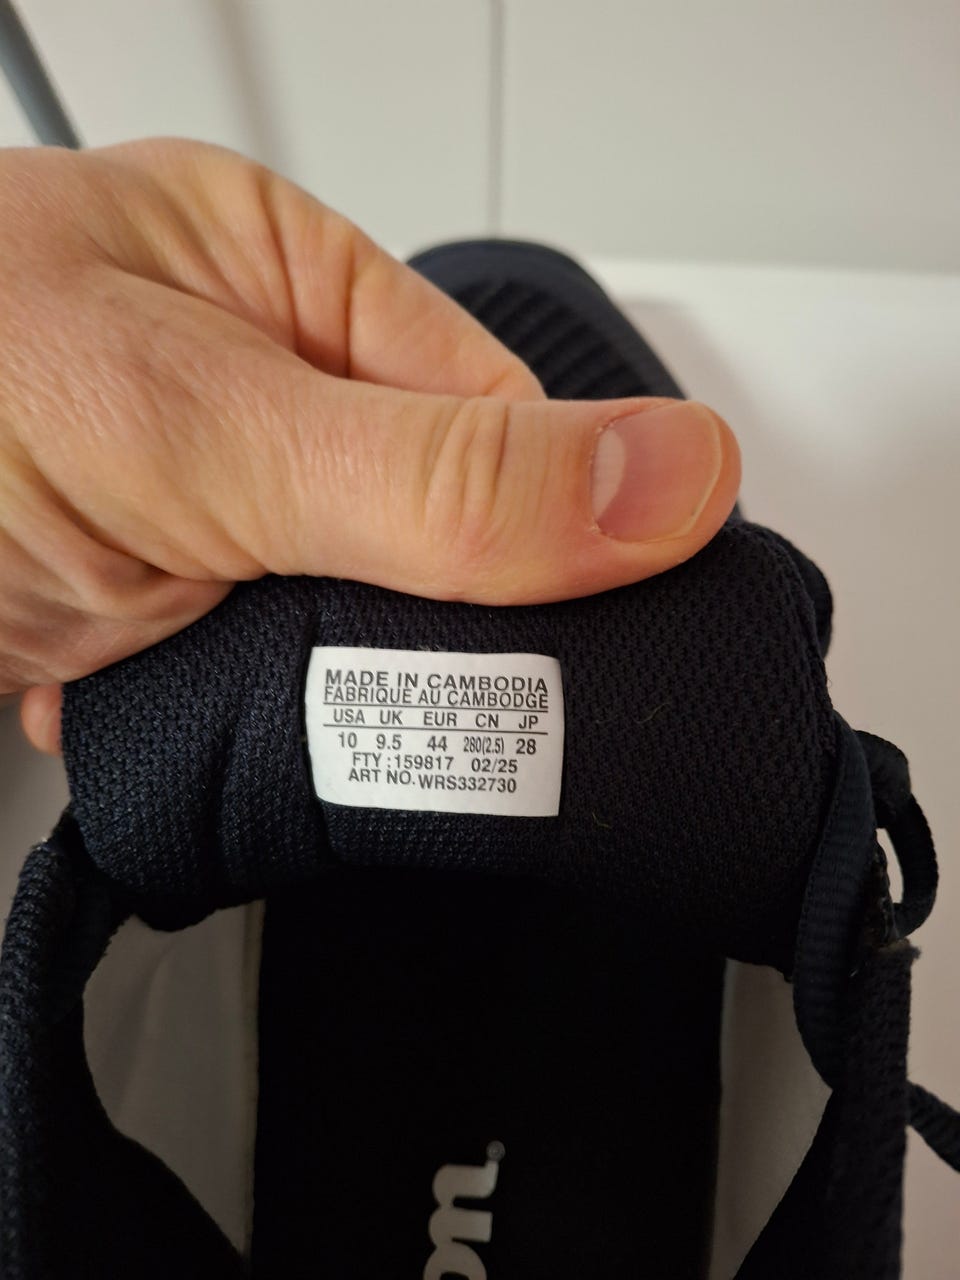 MADE IN CAMBODIA
FABRIQUE AU CAMBODGE
USA UK EUR CN JP
10 9.5 44 280(2.5) 28
FTY : 159817 02/25
ART NO. WRS332730
on®